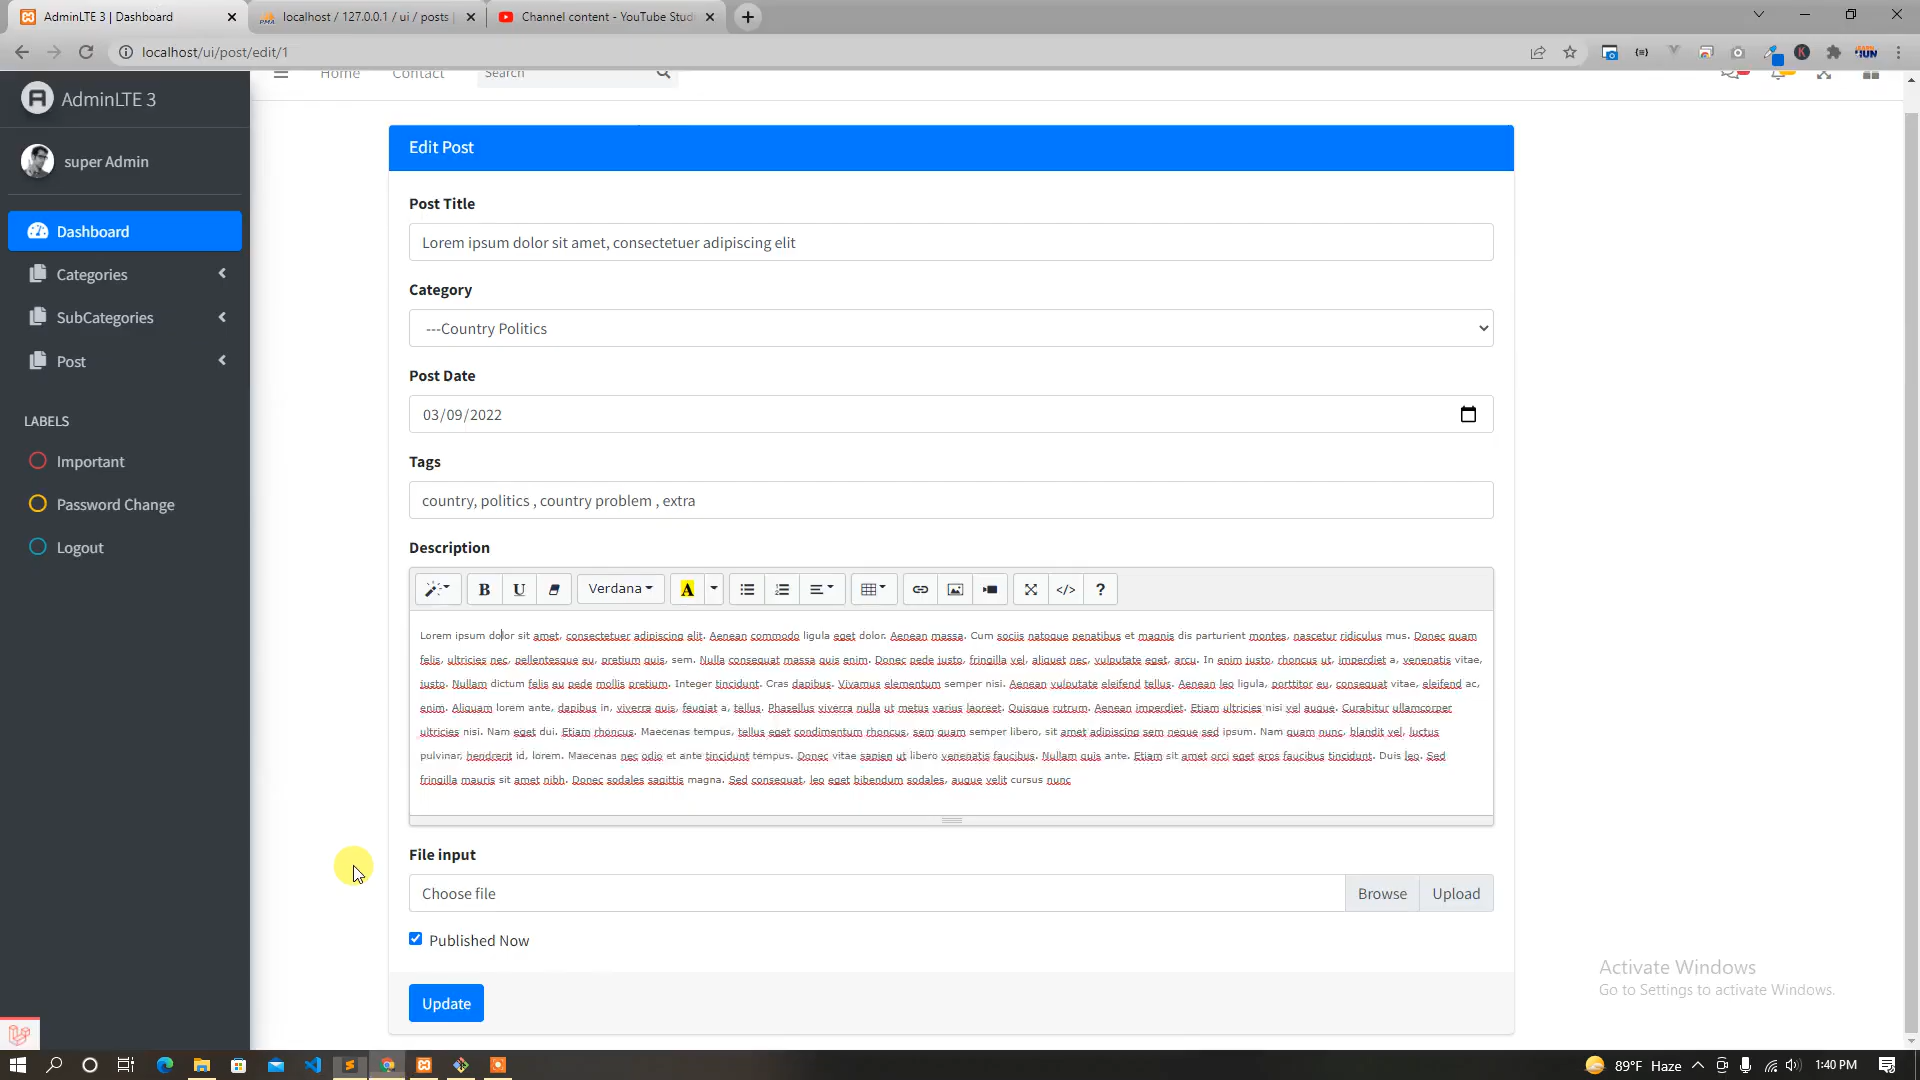 AdminLTE 3 | Dashboard
localhost / 127.0.0.1 / ui / posts
Channel content - YouTube Stud
localhost/ui/post/edit/1
AdminLTE 3
Home
Contact
Search
super Admin
Dashboard
Categories
SubCategories
Post
LABELS
Important
Password Change
Logout
Edit Post
Post Title
Lorem ipsum dolor sit amet, consectetuer adipiscing elit
Category
---Country Politics
Post Date
03/09/2022
Tags
country, politics , country problem , extra
Description
B U Verdana A </> ?
Lorem ipsum dolor sit amet, consectetuer adipiscing elit. Aenean commodo ligula eget dolor. Aenean massa. Cum sociis natoque penatibus et magnis dis parturient montes, nascetur ridiculus mus. Donec quam
felis, ultricies nec, pellentesque eu, pretium quis, sem. Nulla consequat massa quis enim. Donec pede justo, fringilla vel, aliquet nec, vulputate eget, arcu. In enim justo, rhoncus ut, imperdiet a, venenatis vitae,
justo. Nullam dictum felis eu pede mollis pretium. Integer tincidunt. Cras dapibus. Vivamus elementum semper nisi. Aenean vulputate eleifend tellus. Aenean leo ligula, porttitor eu, consequat vitae, eleifend ac,
enim. Aliquam lorem ante, dapibus in, viverra quis, feugiat a, tellus. Phasellus viverra nulla ut metus varius laoreet. Quisque rutrum. Aenean imperdiet. Etiam ultricies nisi vel augue. Curabitur ullamcorper
ultricies nisi. Nam eget dui. Etiam rhoncus. Maecenas tempus, tellus eget condimentum rhoncus, sem quam semper libero, sit amet adipiscing sem neque sed ipsum. Nam quam nunc, blandit vel, luctus
pulvinar, hendrerit id, lorem. Maecenas nec odio et ante tincidunt tempus. Donec vitae sapien ut libero venenatis faucibus. Nullam quis ante. Etiam sit amet orci eget eros faucibus tincidunt. Duis leo. Sed
fringilla mauris sit amet nibh. Donec sodales sagittis magna. Sed consequat, leo eget bibendum sodales, augue velit cursus nunc
File input
Choose file
Browse
Upload
Published Now
Update
Activate Windows
Go to Settings to activate Windows.
89°F Haze
1:40 PM